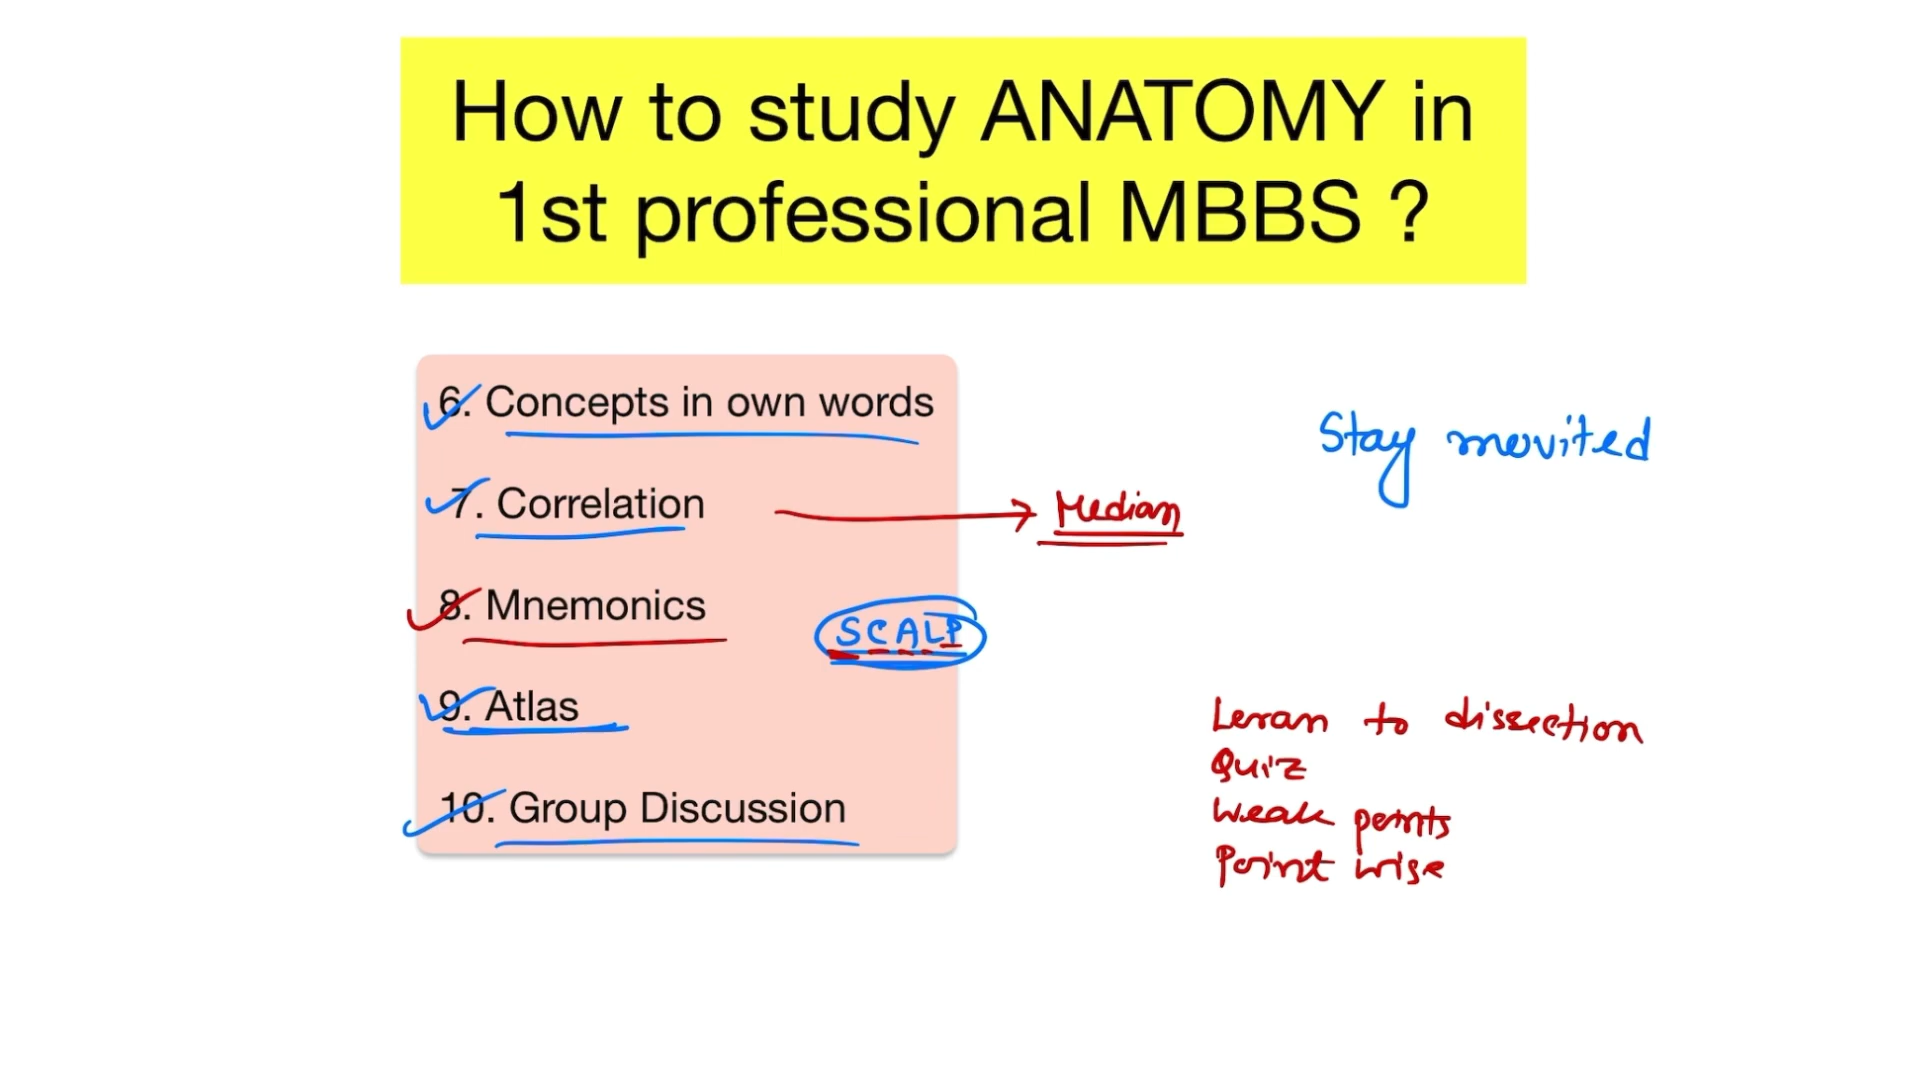 How to study ANATOMY in
1st professional MBBS ?
6. Concepts in own words
7. Correlation
8. Mnemonics
9. Atlas
10. Group Discussion
Stay movited
Median
SCALP
Leran to dissection
Quiz
Weak points
Point wise